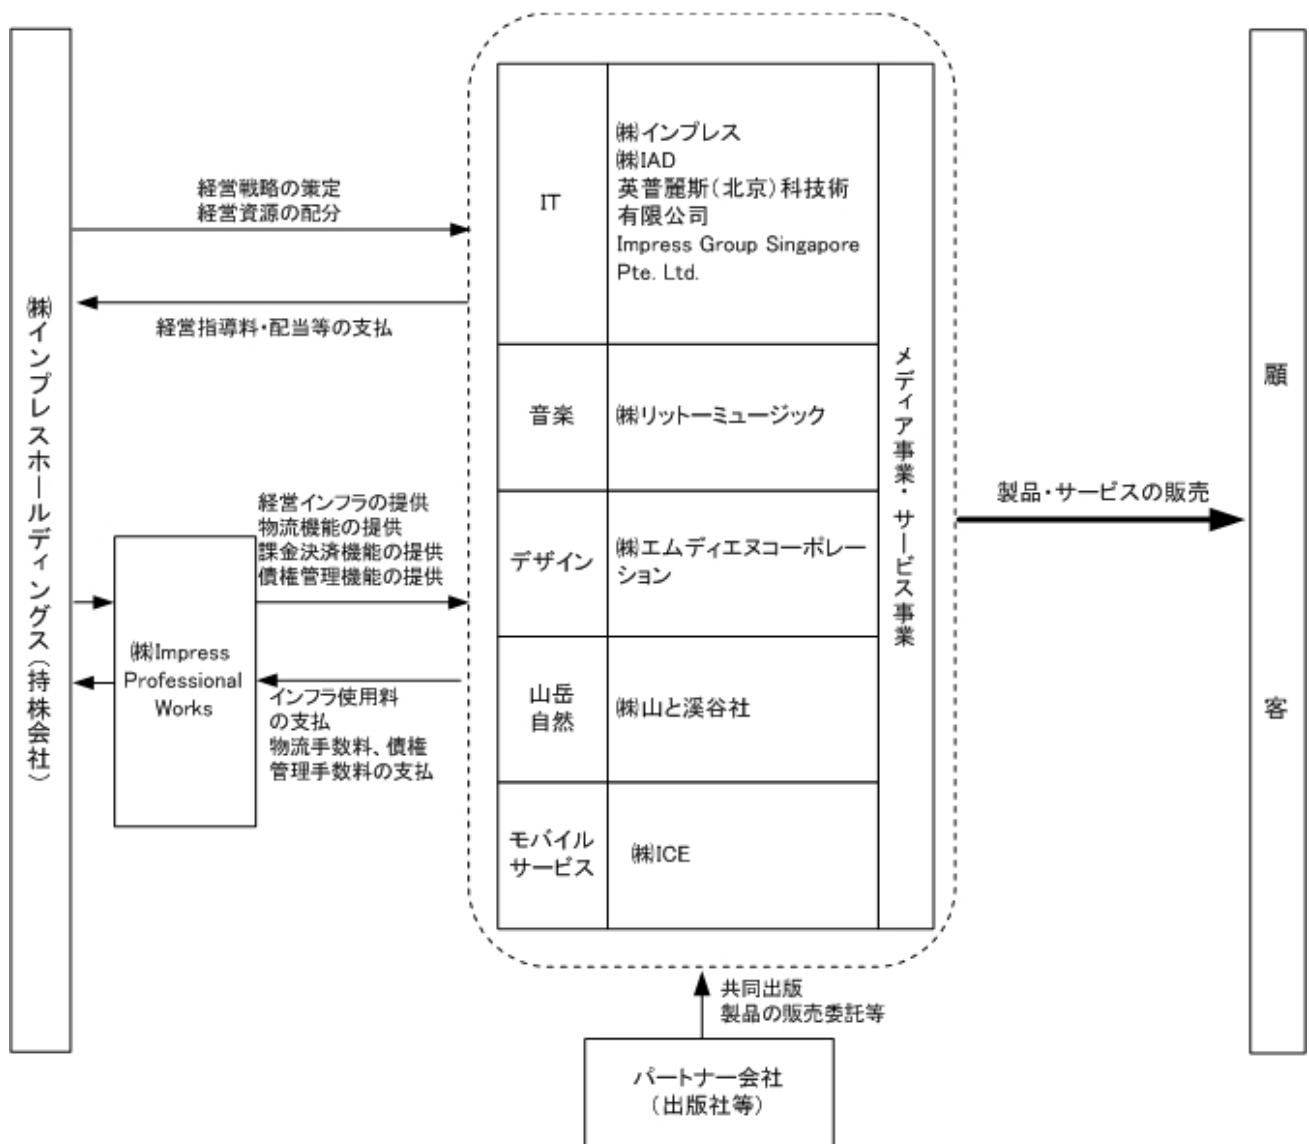 ㈱インプレスホールディングス（持株会社）
経営戦略の策定
経営資源の配分
経営指導料・配当等の支払
㈱Impress
Professional
Works
経営インフラの提供
物流機能の提供
課金決済機能の提供
債権管理機能の提供
インフラ使用料
の支払
物流手数料、債権
管理手数料の支払
IT
㈱インプレス
㈱IAD
英普麗斯（北京）科技術
有限公司
Impress Group Singapore
Pte. Ltd.
音楽
㈱リットーミュージック
デザイン
㈱エムディエヌコーポレー
ション
山岳
自然
㈱山と溪谷社
モバイル
サービス
㈱ICE
メディア事業・サービス事業
製品・サービスの販売
顧客
共同出版
製品の販売委託等
パートナー会社
（出版社等）